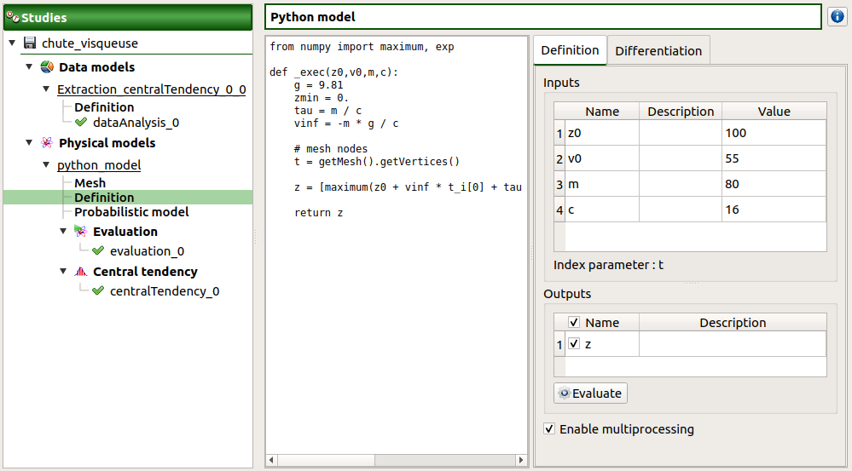 Studies
chute_visqueuse
Data models
Extraction_centralTendency_0_0
Definition
dataAnalysis_0
Physical models
python_model
Mesh
Definition
Probabilistic model
Evaluation
evaluation_0
Central tendency
centralTendency_0
Python model
from numpy import maximum, exp
def _exec(z0,v0,m,c):
g = 9.81
zmin = 0.
tau = m / c
vinf = -m * g / c
# mesh nodes
t = getMesh().getVertices()
z = [maximum(z0 + vinf * t_i[0] + tau
return z
Definition Differentiation
Inputs
Name Description Value
1 z0 100
2 v0 55
3 m 80
4 c 16
Index parameter : t
Outputs
Name Description
1 z
Evaluate
Enable multiprocessing